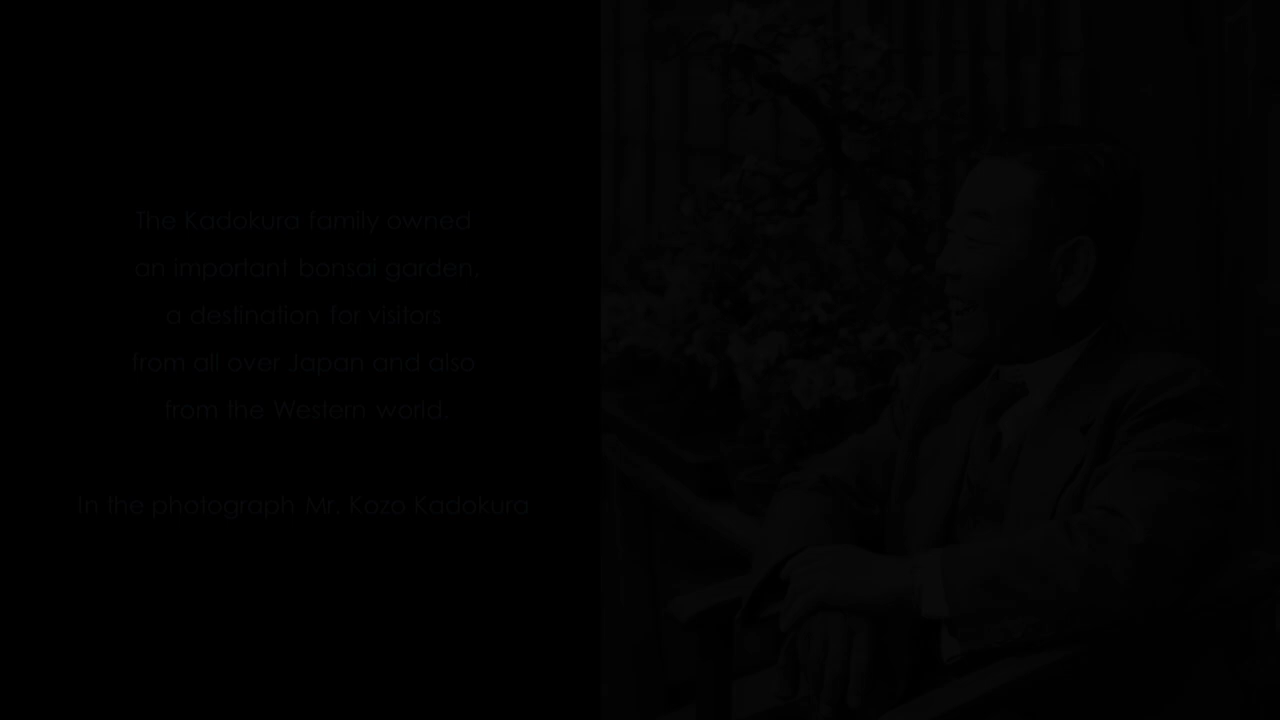 The Kadokura family owned
an important bonsai garden,
a destination for visitors
from all over Japan and also
from the Western world.
In the photograph Mr. Kozo Kadokura